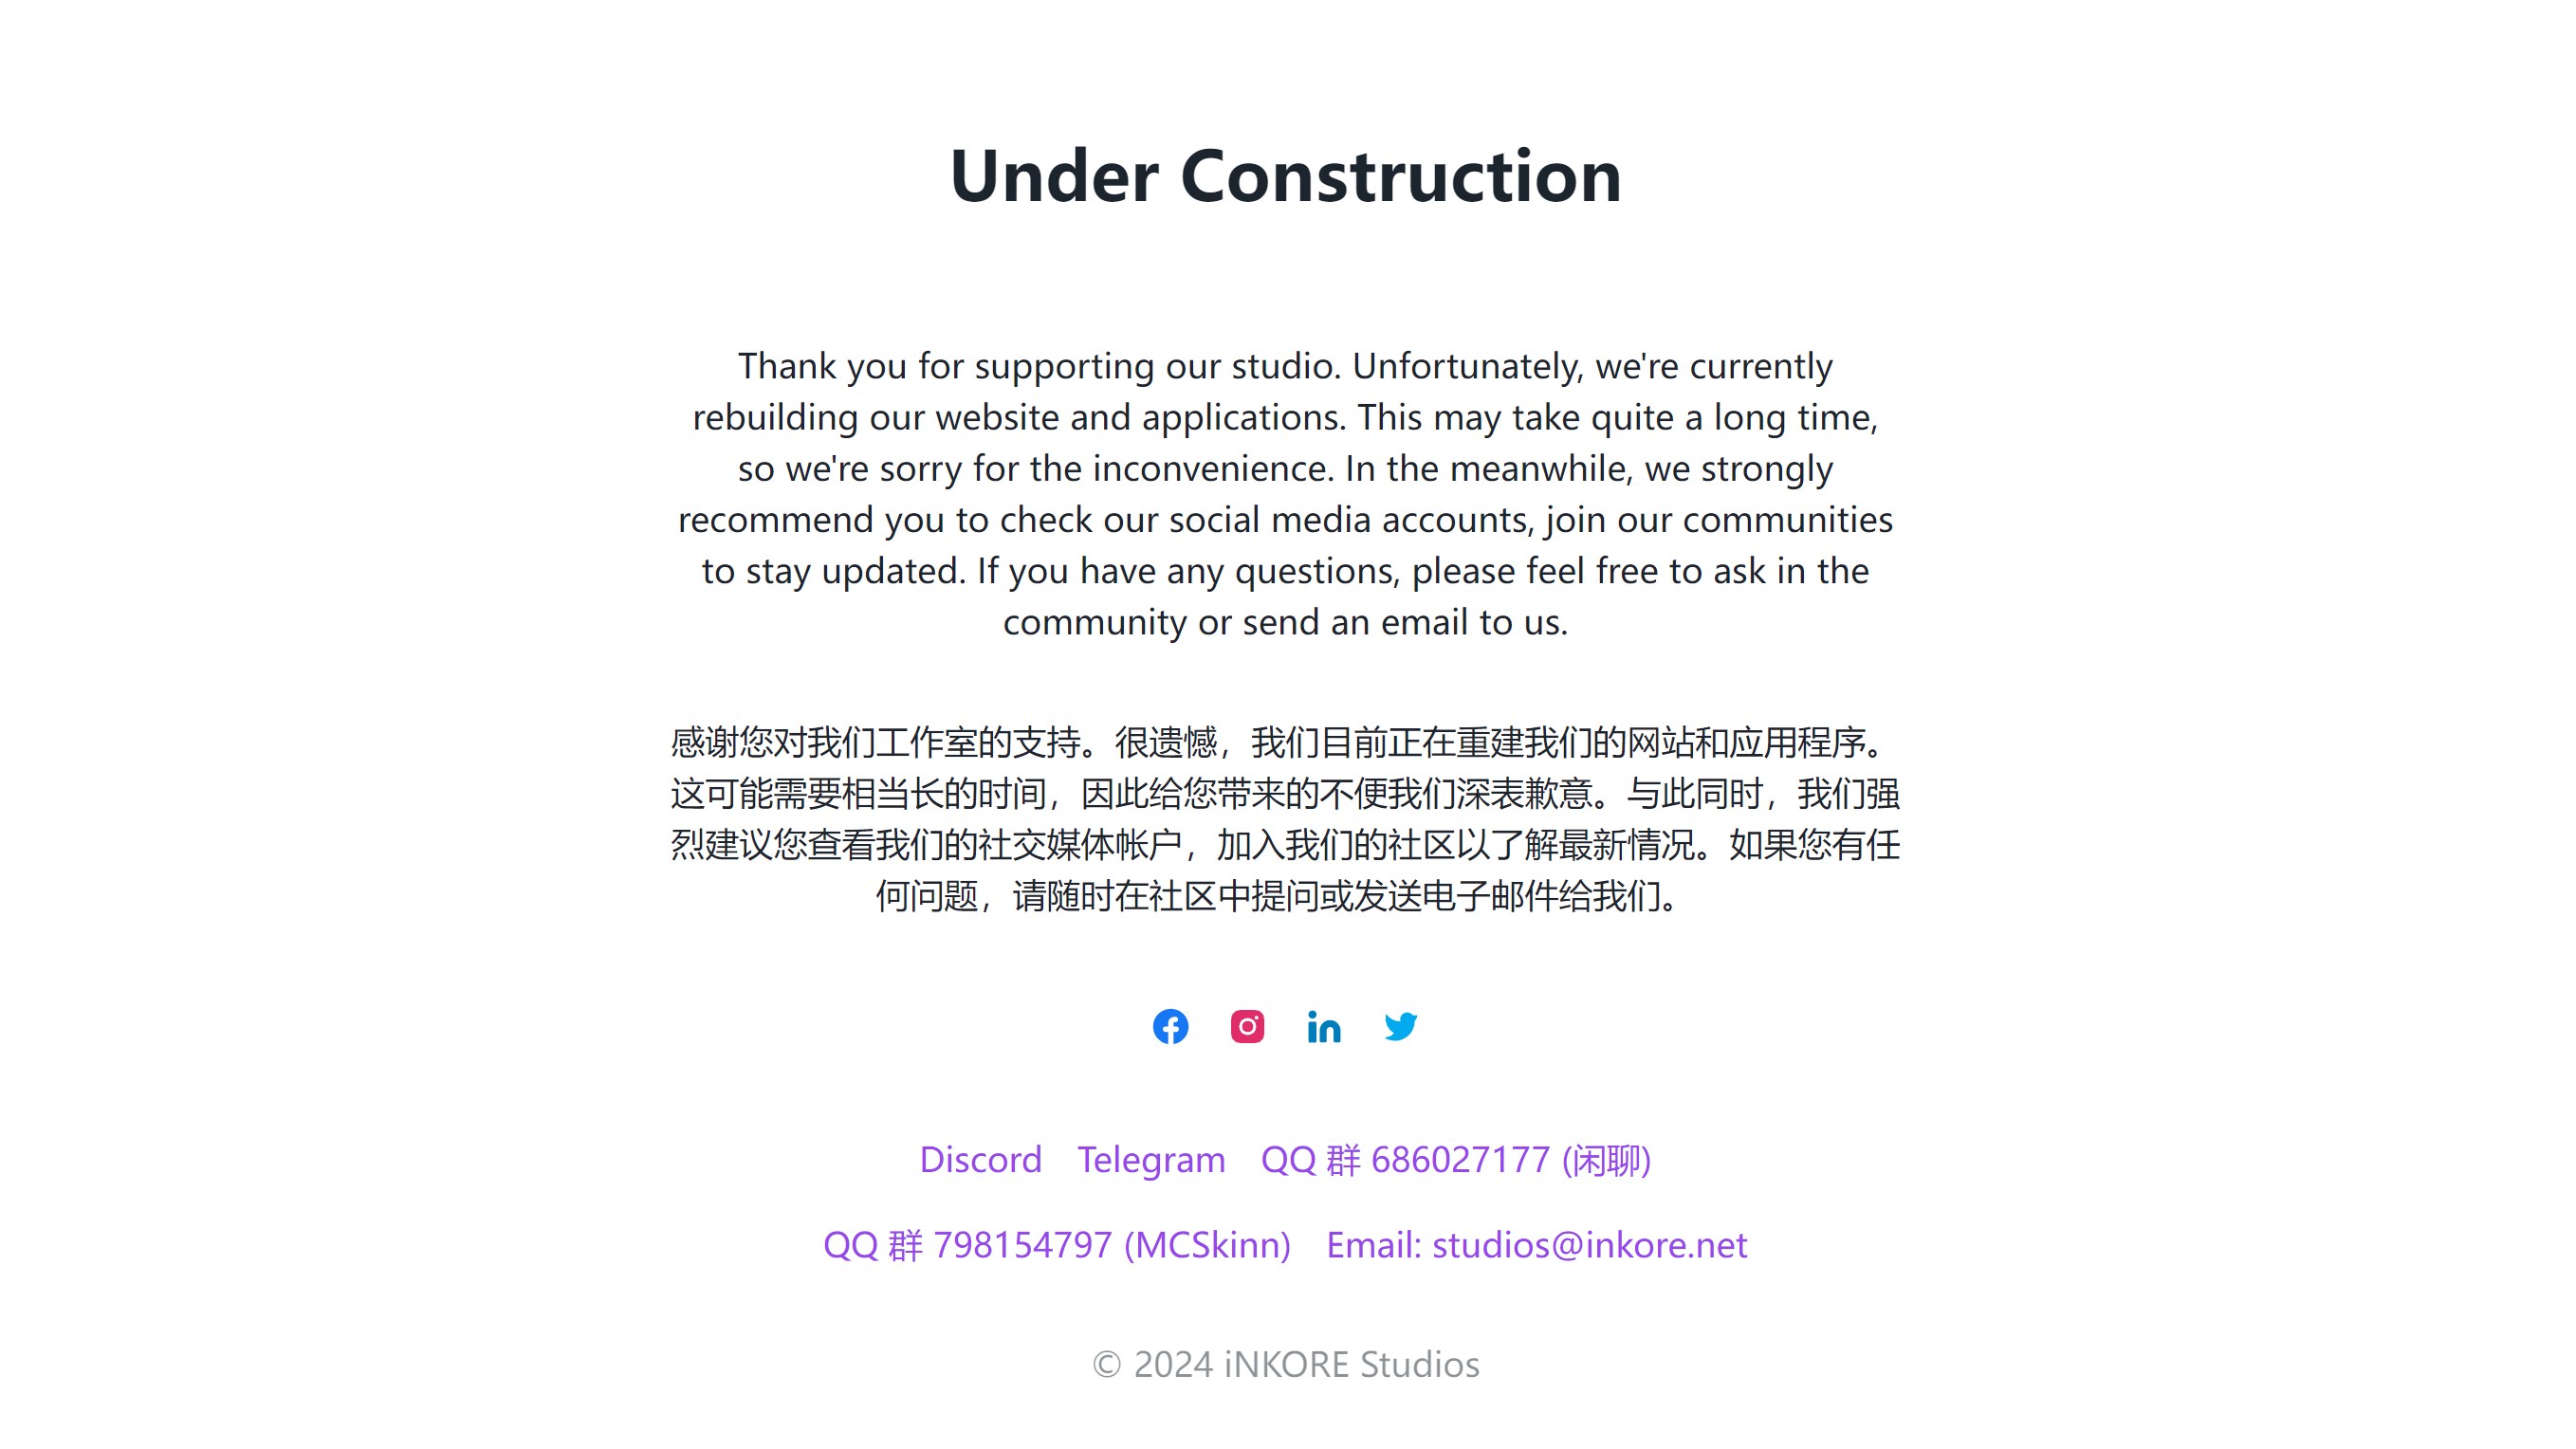 Under Construction
Thank you for supporting our studio. Unfortunately, we're currently
rebuilding our website and applications. This may take quite a long time,
so we're sorry for the inconvenience. In the meanwhile, we strongly
recommend you to check our social media accounts, join our communities
to stay updated. If you have any questions, please feel free to ask in the
community or send an email to us.
感谢您对我们工作室的支持。很遗憾，我们目前正在重建我们的网站和应用程序。
这可能需要相当长的时间，因此给您带来的不便我们深表歉意。与此同时，我们强
烈建议您查看我们的社交媒体帐户，加入我们的社区以了解最新情况。如果您有任
何问题，请随时在社区中提问或发送电子邮件给我们。
Discord Telegram QQ 群 686027177 (闲聊)
QQ 群 798154797 (MCSkinn) Email: studios@inkore.net
© 2024 iNKORE Studios